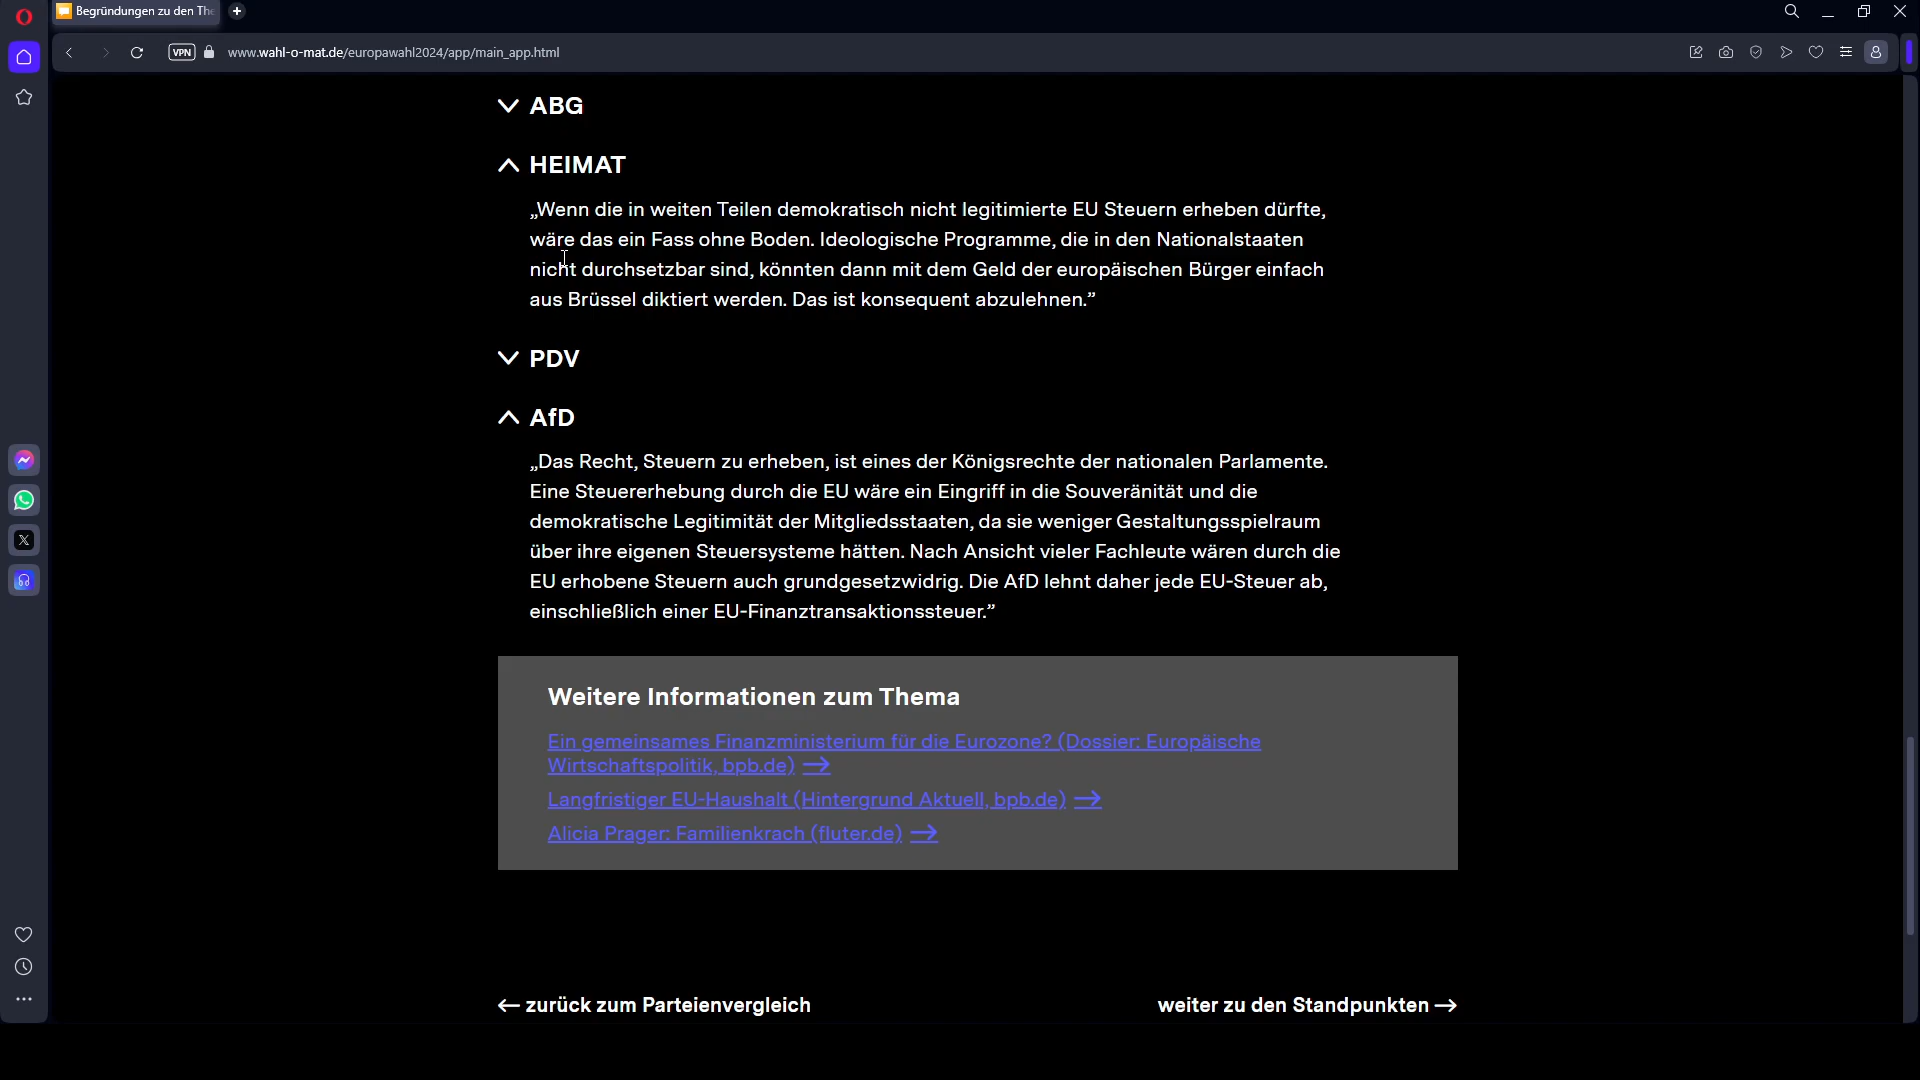 Begründungen zu den The
VPN
www.wahl-o-mat.de/europawahl2024/app/main_app.html
ABG
HEIMAT
„Wenn die in weiten Teilen demokratisch nicht legitimierte EU Steuern erheben dürfte,
wäre das ein Fass ohne Boden. Ideologische Programme, die in den Nationalstaaten
nicht durchsetzbar sind, könnten dann mit dem Geld der europäischen Bürger einfach
aus Brüssel diktiert werden. Das ist konsequent abzulehnen.”
PDV
AfD
„Das Recht, Steuern zu erheben, ist eines der Königsrechte der nationalen Parlamente.
Eine Steuererhebung durch die EU wäre ein Eingriff in die Souveränität und die
demokratische Legitimität der Mitgliedsstaaten, da sie weniger Gestaltungsspielraum
über ihre eigenen Steuersysteme hätten. Nach Ansicht vieler Fachleute wären durch die
EU erhobene Steuern auch grundgesetzwidrig. Die AfD lehnt daher jede EU-Steuer ab,
einschließlich einer EU-Finanztransaktionssteuer.”
Weitere Informationen zum Thema
Ein gemeinsames Finanzministerium für die Eurozone? (Dossier: Europäische
Wirtschaftspolitik, bpb.de) →
Langfristiger EU-Haushalt (Hintergrund Aktuell, bpb.de) →
Alicia Prager: Familienkrach (fluter.de) →
← zurück zum Parteienvergleich
weiter zu den Standpunkten →